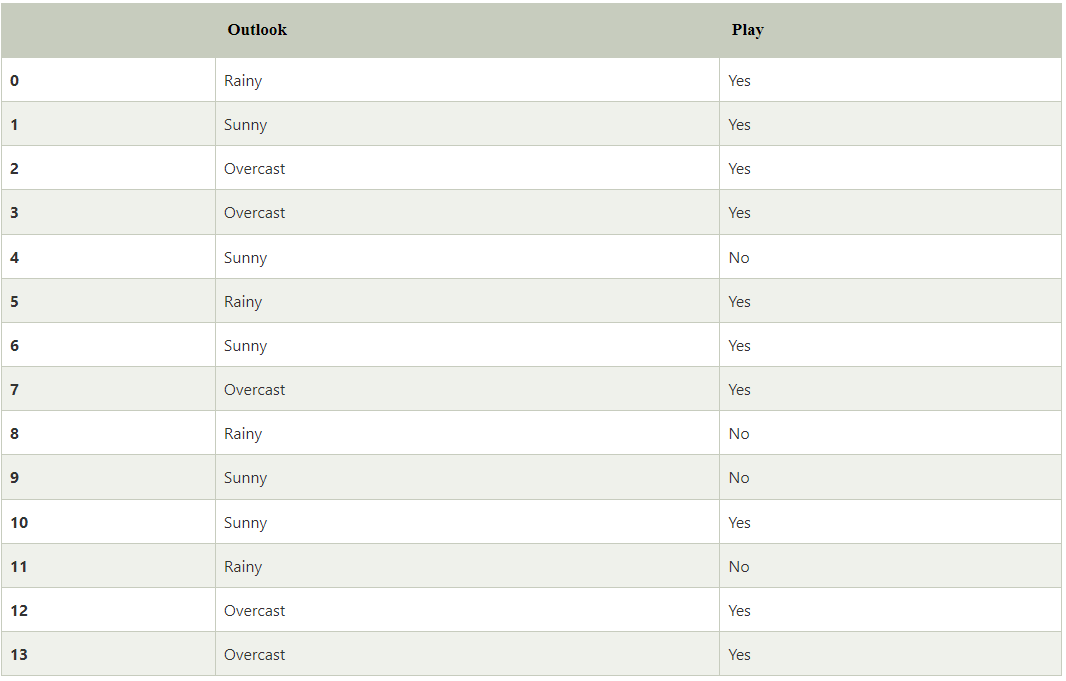 Outlook Play
0 Rainy Yes
1 Sunny Yes
2 Overcast Yes
3 Overcast Yes
4 Sunny No
5 Rainy Yes
6 Sunny Yes
7 Overcast Yes
8 Rainy No
9 Sunny No
10 Sunny Yes
11 Rainy No
12 Overcast Yes
13 Overcast Yes